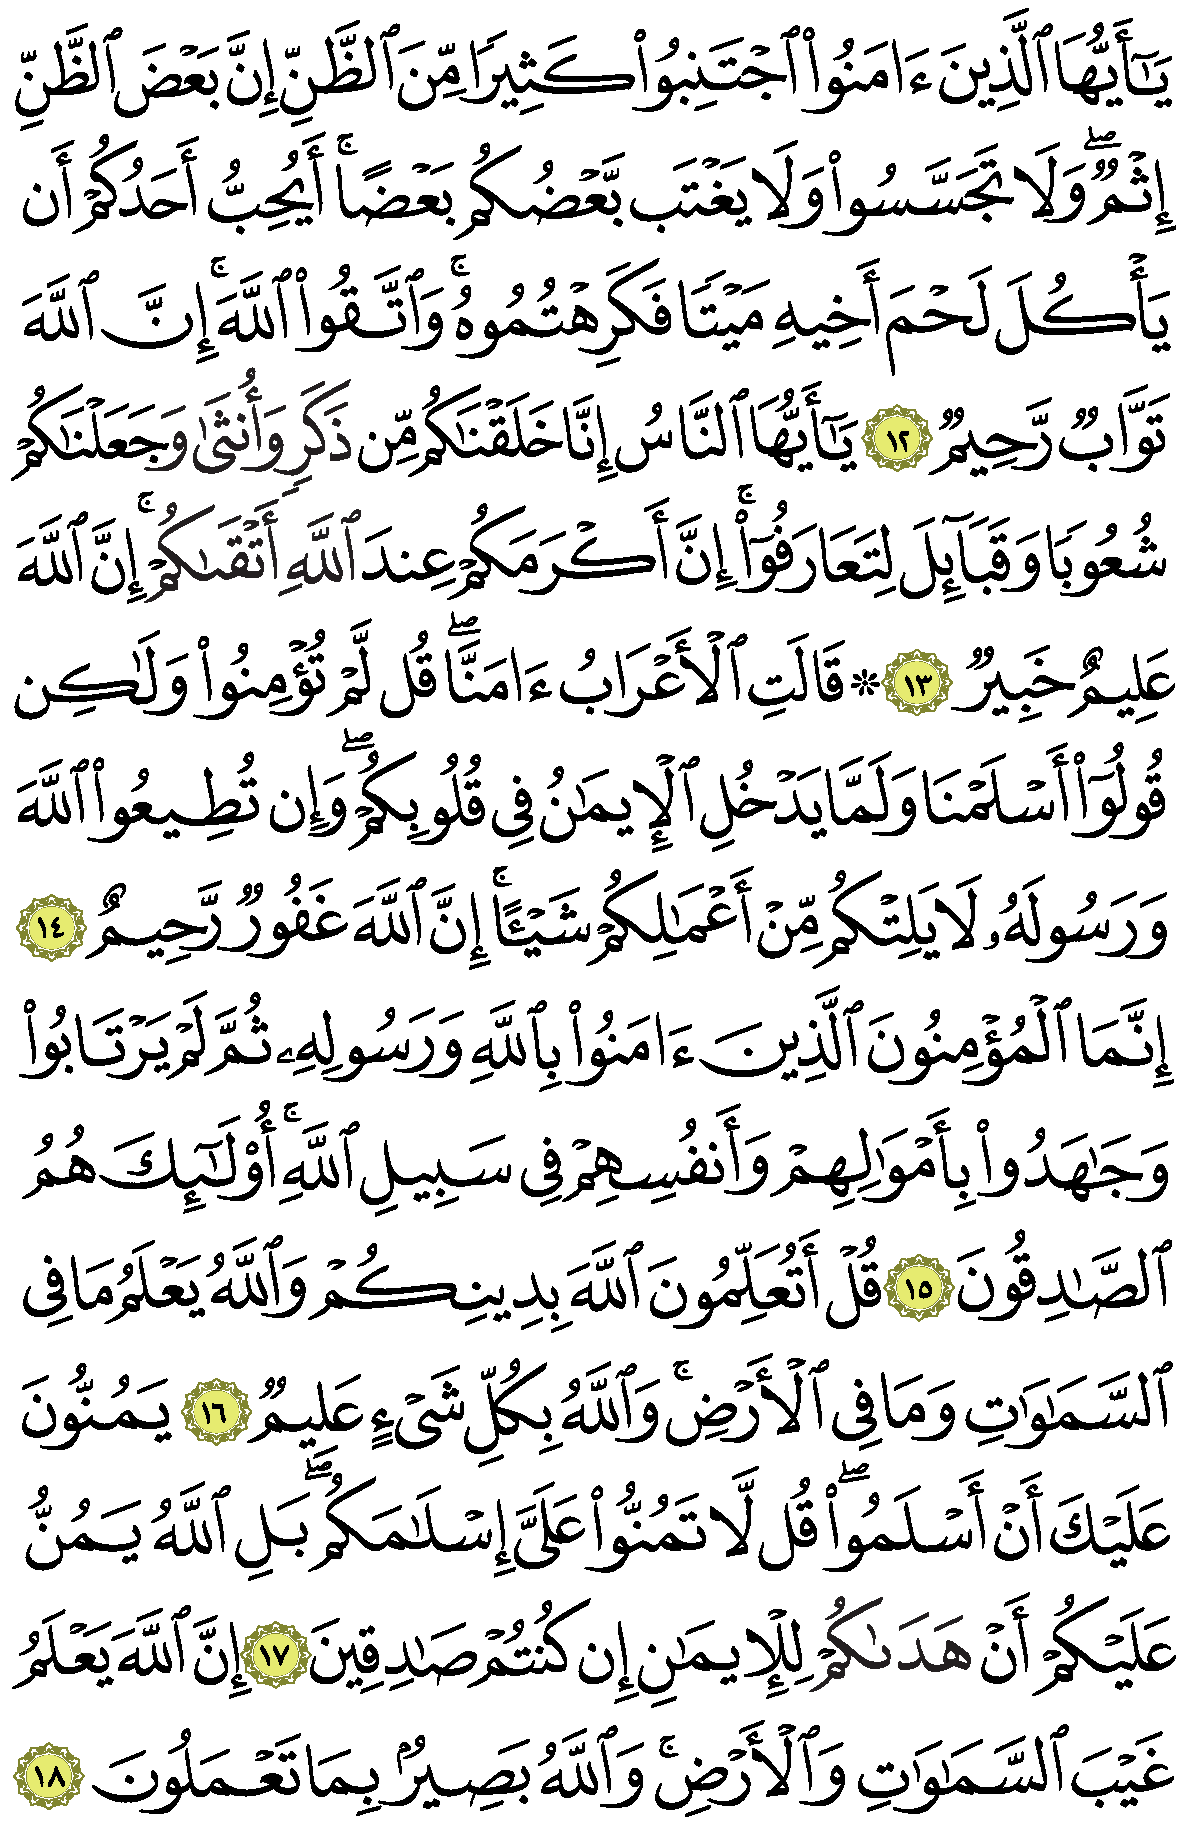 يَـٰٓأَيُّهَا ٱلَّذِينَ ءَامَنُوا۟ ٱجْتَنِبُوا۟ كَثِيرًا مِّنَ ٱلظَّنِّ إِنَّ بَعْضَ ٱلظَّنِّ
إِثْمٌ ۖ وَلَا تَجَسَّسُوا۟ وَلَا يَغْتَب بَّعْضُكُم بَعْضًا ۚ أَيُحِبُّ أَحَدُكُمْ أَن
يَأْكُلَ لَحْمَ أَخِيهِ مَيْتًا فَكَرِهْتُمُوهُ ۚ وَٱتَّقُوا۟ ٱللَّهَ ۚ إِنَّ ٱللَّهَ
تَوَّابٌ رَّحِيمٌ ١٢ يَـٰٓأَيُّهَا ٱلنَّاسُ إِنَّا خَلَقْنَـٰكُم مِّن ذَكَرٍ وَأُنثَىٰ وَجَعَلْنَـٰكُمْ
شُعُوبًا وَقَبَآئِلَ لِتَعَارَفُوٓا۟ ۚ إِنَّ أَكْرَمَكُمْ عِندَ ٱللَّهِ أَتْقَىٰكُمْ ۚ إِنَّ ٱللَّهَ
عَلِيمٌ خَبِيرٌ ١٣ ۞ قَالَتِ ٱلْأَعْرَابُ ءَامَنَّا ۖ قُل لَّمْ تُؤْمِنُوا۟ وَلَـٰكِن
قُولُوٓا۟ أَسْلَمْنَا وَلَمَّا يَدْخُلِ ٱلْإِيمَـٰنُ فِى قُلُوبِكُمْ ۖ وَإِن تُطِيعُوا۟ ٱللَّهَ
وَرَسُولَهُۥ لَا يَلِتْكُم مِّنْ أَعْمَـٰلِكُمْ شَيْـًٔا ۚ إِنَّ ٱللَّهَ غَفُورٌ رَّحِيمٌ ١٤
إِنَّمَا ٱلْمُؤْمِنُونَ ٱلَّذِينَ ءَامَنُوا۟ بِٱللَّهِ وَرَسُولِهِۦ ثُمَّ لَمْ يَرْتَابُوا۟
وَجَـٰهَدُوا۟ بِأَمْوَٰلِهِمْ وَأَنفُسِهِمْ فِى سَبِيلِ ٱللَّهِ ۚ أُو۟لَـٰٓئِكَ هُمُ
ٱلصَّـٰدِقُونَ ١٥ قُلْ أَتُعَلِّمُونَ ٱللَّهَ بِدِينِكُمْ وَٱللَّهُ يَعْلَمُ مَا فِى
ٱلسَّمَـٰوَٰتِ وَمَا فِى ٱلْأَرْضِ ۚ وَٱللَّهُ بِكُلِّ شَىْءٍ عَلِيمٌ ١٦ يَمُنُّونَ
عَلَيْكَ أَنْ أَسْلَمُوا۟ ۖ قُل لَّا تَمُنُّوا۟ عَلَىَّ إِسْلَـٰمَكُم ۖ بَلِ ٱللَّهُ يَمُنُّ
عَلَيْكُمْ أَنْ هَدَىٰكُمْ لِلْإِيمَـٰنِ إِن كُنتُمْ صَـٰدِقِينَ ١٧ إِنَّ ٱللَّهَ يَعْلَمُ
غَيْبَ ٱلسَّمَـٰوَٰتِ وَٱلْأَرْضِ ۚ وَٱللَّهُ بَصِيرٌۢ بِمَا تَعْمَلُونَ ١٨